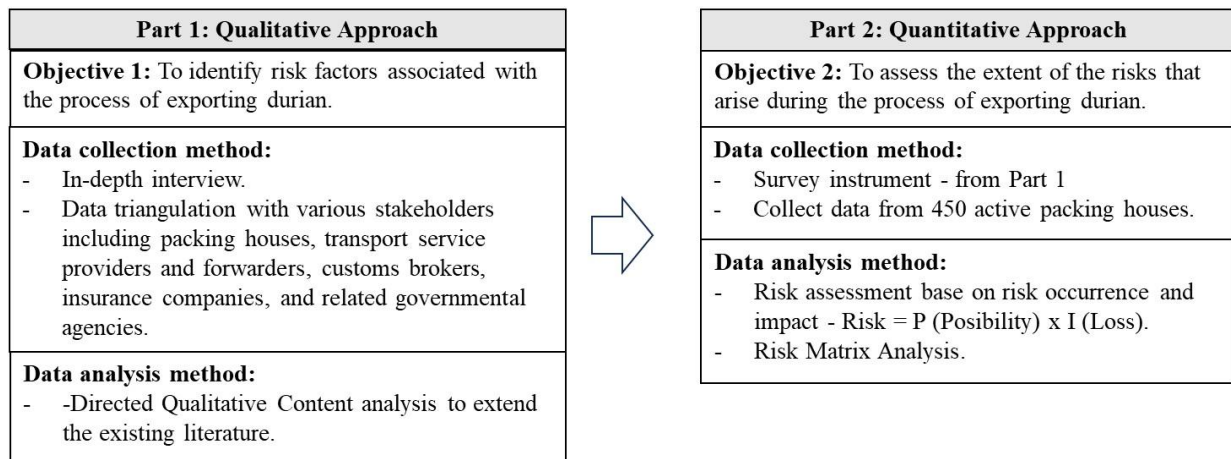 Part 1: Qualitative Approach
Objective 1: To identify risk factors associated with
the process of exporting durian.
Data collection method:
- In-depth interview.
- Data triangulation with various stakeholders
including packing houses, transport service
providers and forwarders, customs brokers,
insurance companies, and related governmental
agencies.
Data analysis method:
- -Directed Qualitative Content analysis to extend
the existing literature.
Part 2: Quantitative Approach
Objective 2: To assess the extent of the risks that
arise during the process of exporting durian.
Data collection method:
- Survey instrument - from Part 1
- Collect data from 450 active packing houses.
Data analysis method:
- Risk assessment base on risk occurrence and
impact - Risk = P (Posibility) x I (Loss).
- Risk Matrix Analysis.